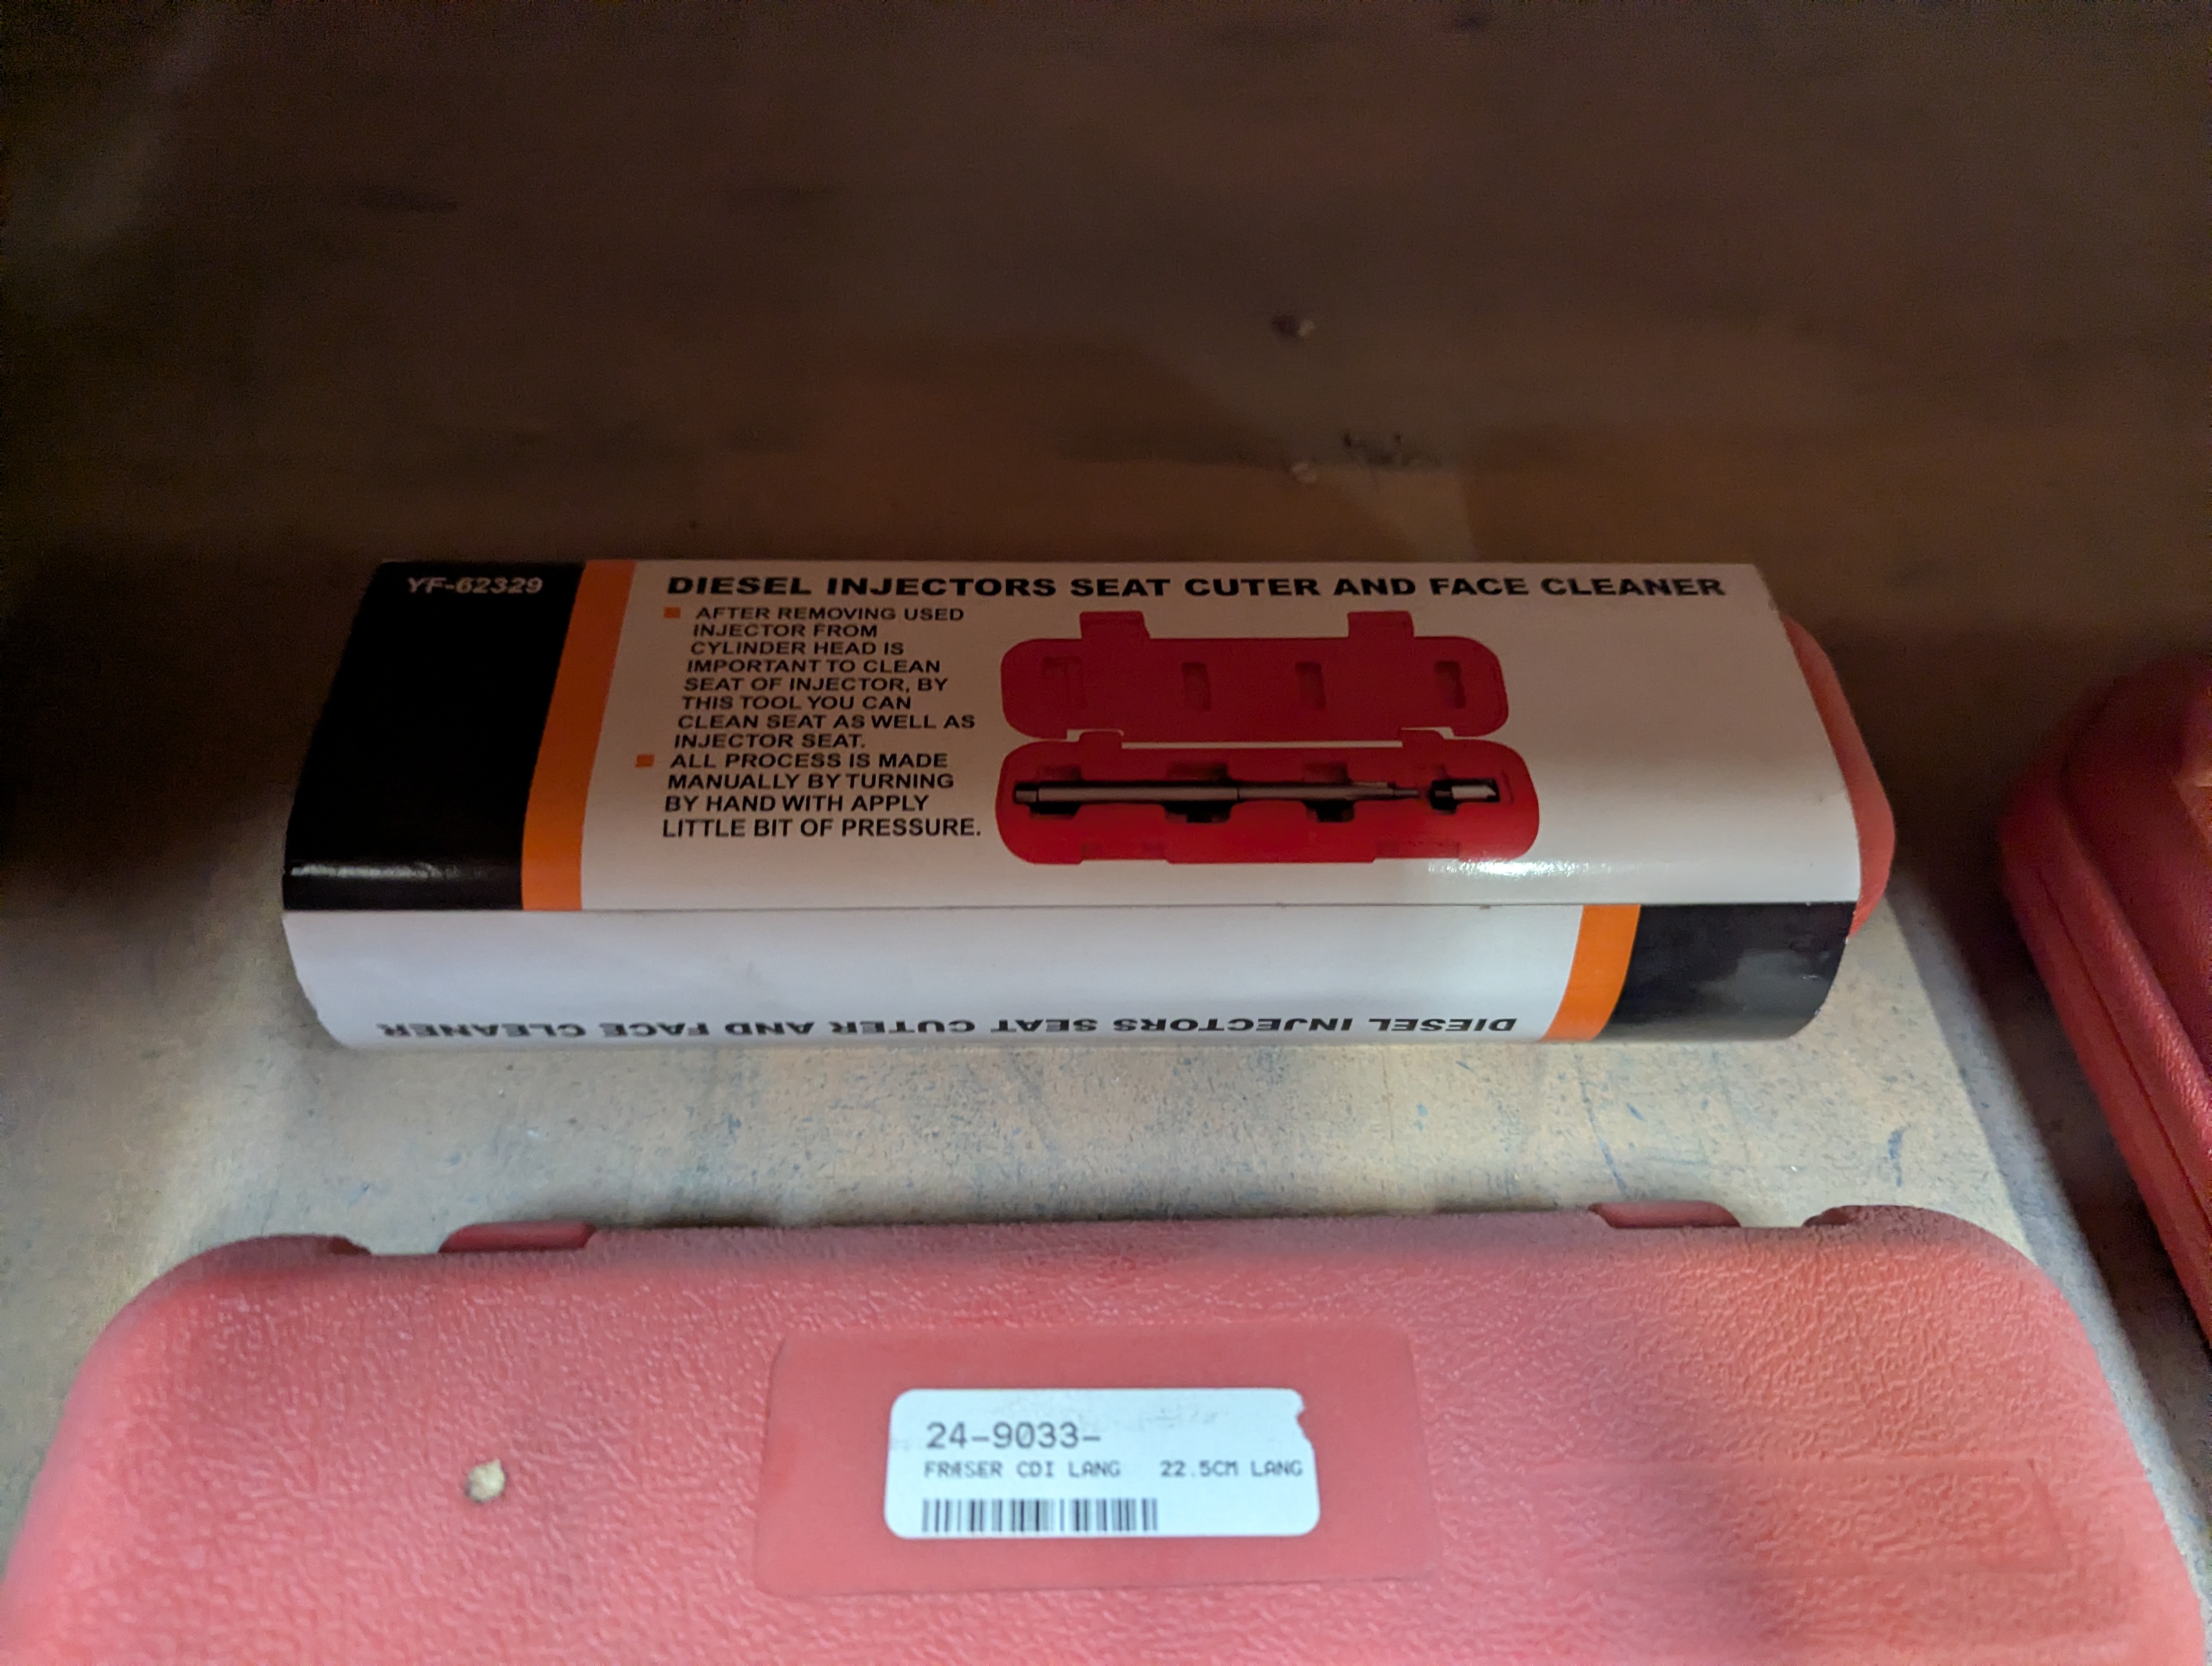 YF-62329
DIESEL INJECTORS SEAT CUTER AND FACE CLEANER
■ AFTER REMOVING USED
INJECTOR FROM
CYLINDER HEAD IS
IMPORTANT TO CLEAN
SEAT OF INJECTOR, BY
THIS TOOL YOU CAN
CLEAN SEAT AS WELL AS
INJECTOR SEAT.
■ ALL PROCESS IS MADE
MANUALLY BY TURNING
BY HAND WITH APPLY
LITTLE BIT OF PRESSURE.
DIESEL INJECTORS SEAT CUTER AND FACE CLEANER
24-9033-
FRÆSER CDI LANG 22.5CM LANG